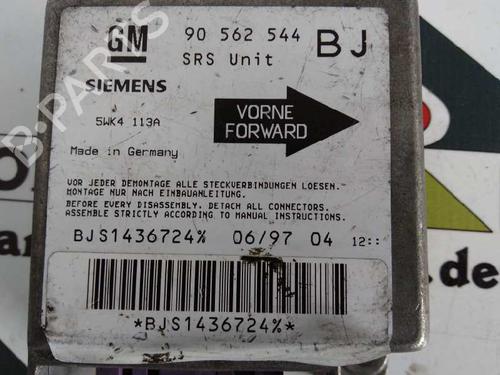 GM 90 562 544 BJ
SRS Unit
SIEMENS
5WK4 113A
VORNE
FORWARD
Made in Germany
VOR JEDER DEMONTAGE ALLE STECKVERBINDUNGEN LOESEN.
MONTAGE NUR NACH EINBAUANLEITUNG.
BEFORE EVERY DISASSEMBLY. DETACH ALL CONNECTORS.
ASSEMBLE STRICTLY ACCORDING TO MANUAL INSTRUCTIONS.
BJS1436724% 06/97 04 12::
*BJS1436724%*
B-PARTS
.de